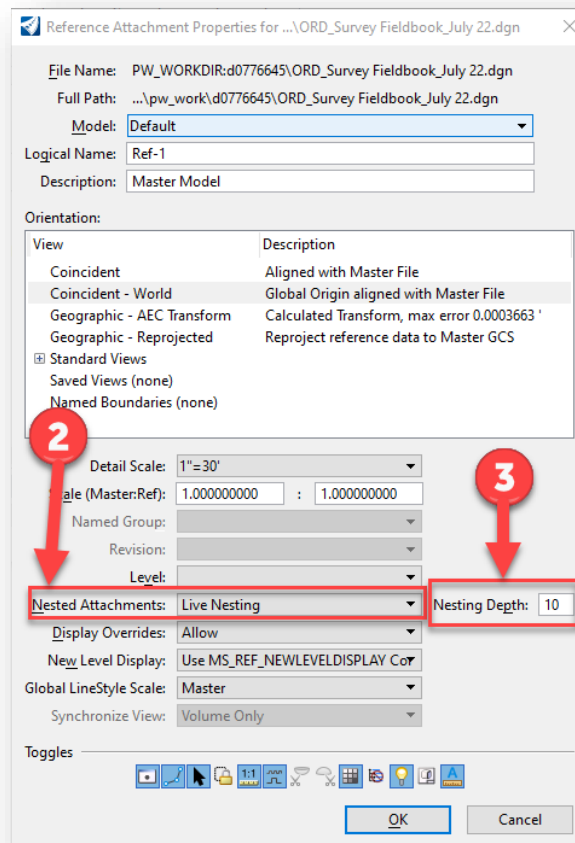 Reference Attachment Properties for ...\ORD_Survey Fieldbook_July 22.dgn
File Name: PW_WORKDIR:d0776645\ORD_Survey Fieldbook_July 22.dgn
Full Path: ...\pw_work\d0776645\ORD_Survey Fieldbook_July 22.dgn
Model: Default
Logical Name: Ref-1
Description: Master Model
Orientation:
View Description
Coincident Aligned with Master File
Coincident - World Global Origin aligned with Master File
Geographic - AEC Transform Calculated Transform, max error 0.0003663 '
Geographic - Reprojected Reproject reference data to Master GCS
Standard Views
Saved Views (none)
Named Boundaries (none)
2
3
Detail Scale: 1"=30'
(Master:Ref): 1.000000000 : 1.000000000
Named Group:
Revision:
Level:
Nested Attachments: Live Nesting Nesting Depth: 10
Display Overrides: Allow
New Level Display: Use MS_REF_NEWLEVELDISPLAY Cor
Global LineStyle Scale: Master
Synchronize View: Volume Only
Toggles
1:1
A
OK Cancel